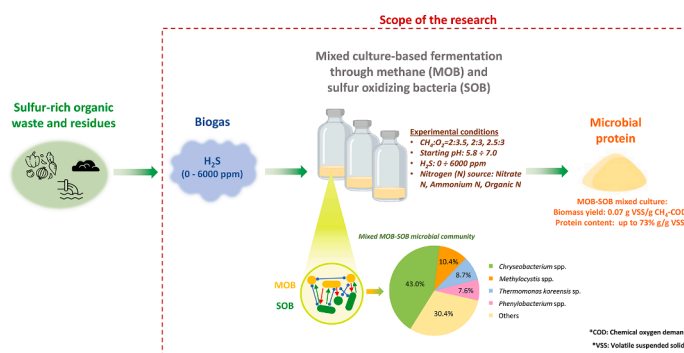 Scope of the research
Mixed culture-based fermentation
through methane (MOB) and
sulfur oxidizing bacteria (SOB)
Sulfur-rich organic
waste and residues
Biogas
H₂S
(0 - 6000 ppm)
Experimental conditions
• CH₄:O₂=2:3.5, 2:3, 2.5:3
• Starting pH: 5.8 ÷ 7.0
• H₂S: 0 ÷ 6000 ppm
• Nitrogen (N) source: Nitrate
N, Ammonium N, Organic N
Microbial
protein
MOB-SOB mixed culture:
Biomass yield: 0.07 g VSS/g CH₄-COD
Protein content: up to 73% g/g VSS
Mixed MOB-SOB microbial community
MOB
SOB
43.0%
10.4%
8.7%
7.6%
30.4%
Chryseobacterium spp.
Methylocystis spp.
Thermomonas koreensis sp.
Phenylobacterium spp.
Others
*COD: Chemical oxygen deman
*VSS: Volatile suspended solid